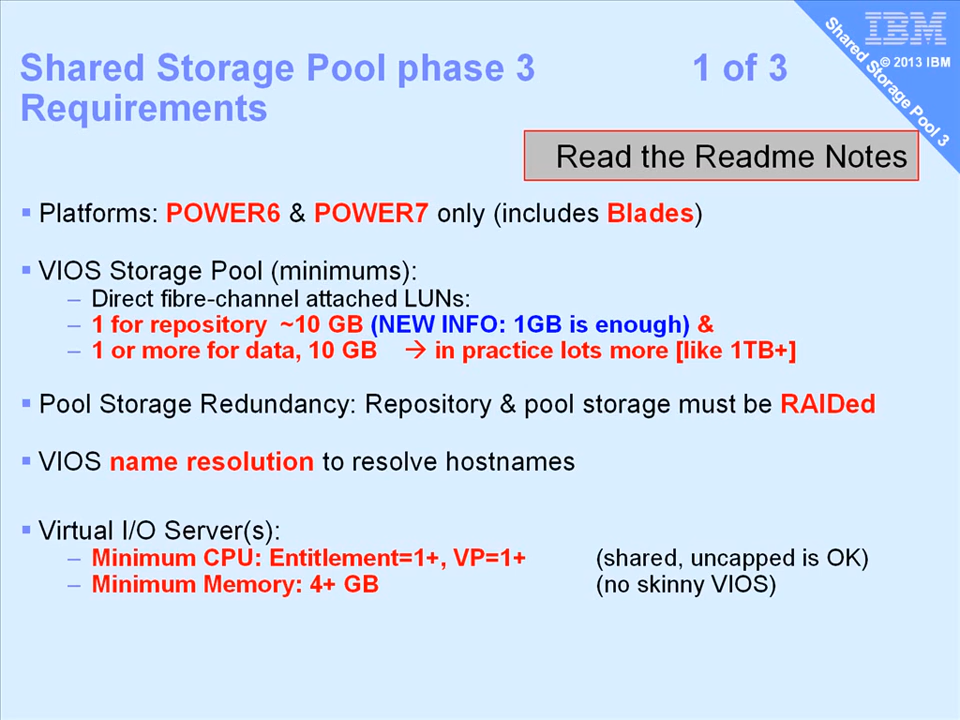 Shared Storage Pool phase 3 1 of 3
Requirements
IBM
© 2013 IBM
Shared Storage Pool 3
Read the Readme Notes
▪ Platforms: POWER6 & POWER7 only (includes Blades)
▪ VIOS Storage Pool (minimums):
– Direct fibre-channel attached LUNs:
– 1 for repository ~10 GB (NEW INFO: 1GB is enough) &
– 1 or more for data, 10 GB → in practice lots more [like 1TB+]
▪ Pool Storage Redundancy: Repository & pool storage must be RAIDed
▪ VIOS name resolution to resolve hostnames
▪ Virtual I/O Server(s):
– Minimum CPU: Entitlement=1+, VP=1+ (shared, uncapped is OK)
– Minimum Memory: 4+ GB (no skinny VIOS)